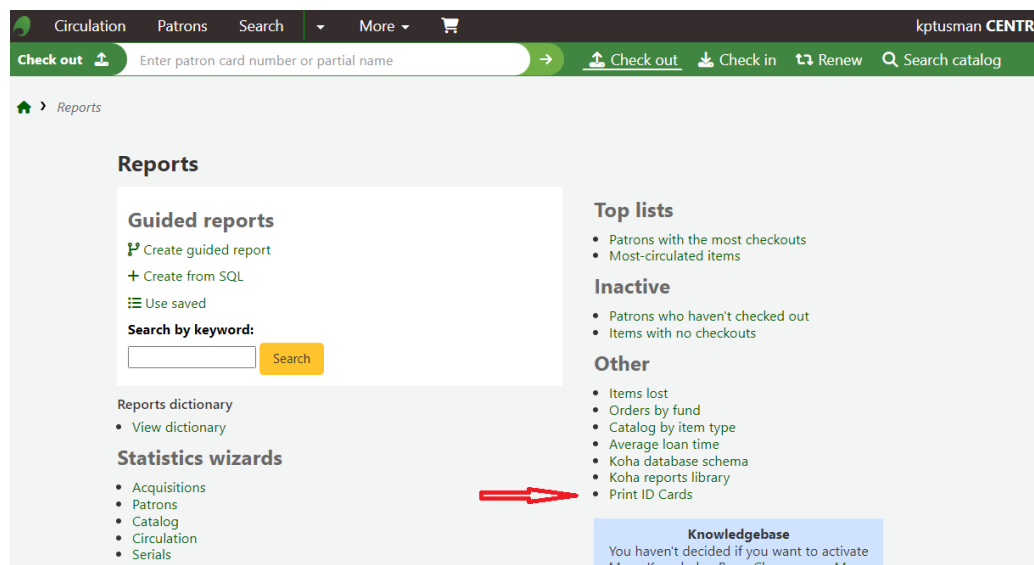 Circulation Patrons Search More kptusman CENTR
Check out Enter patron card number or partial name Check out Check in Renew Search catalog
Reports
Reports
Guided reports
Create guided report
Create from SQL
Use saved
Search by keyword:
Search
Reports dictionary
View dictionary
Statistics wizards
Acquisitions
Patrons
Catalog
Circulation
Serials
Top lists
Patrons with the most checkouts
Most-circulated items
Inactive
Patrons who haven't checked out
Items with no checkouts
Other
Items lost
Orders by fund
Catalog by item type
Average loan time
Koha database schema
Koha reports library
Print ID Cards
Knowledgebase
You haven't decided if you want to activate